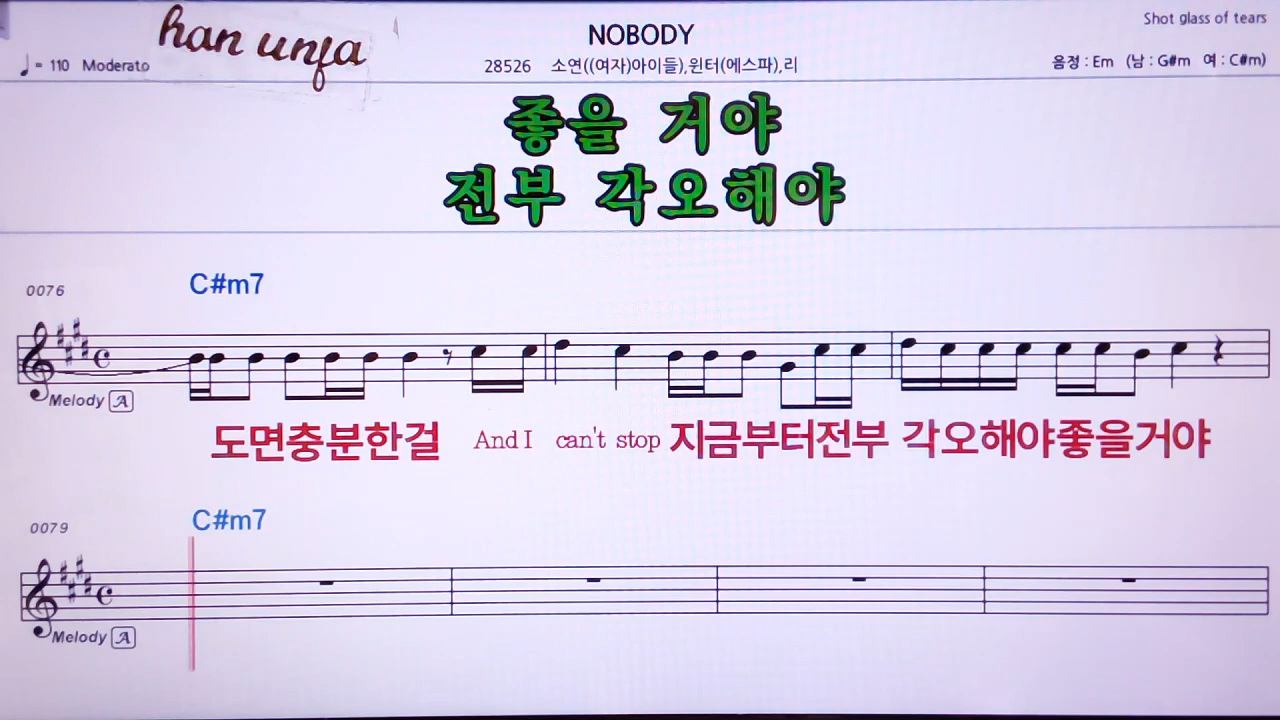 han unfa
NOBODY
Shot glass of tears
= 110 Moderato
28526 소연((여자)아이들),윈터(에스파),리
음정 : Em (남 : G#m 여 : C#m)
좋을 거야
전부 각오해야
0076
C#m7
Melody A
도면충분한걸 And I can't stop 지금부터전부 각오해야좋을거야
0079
C#m7
Melody A